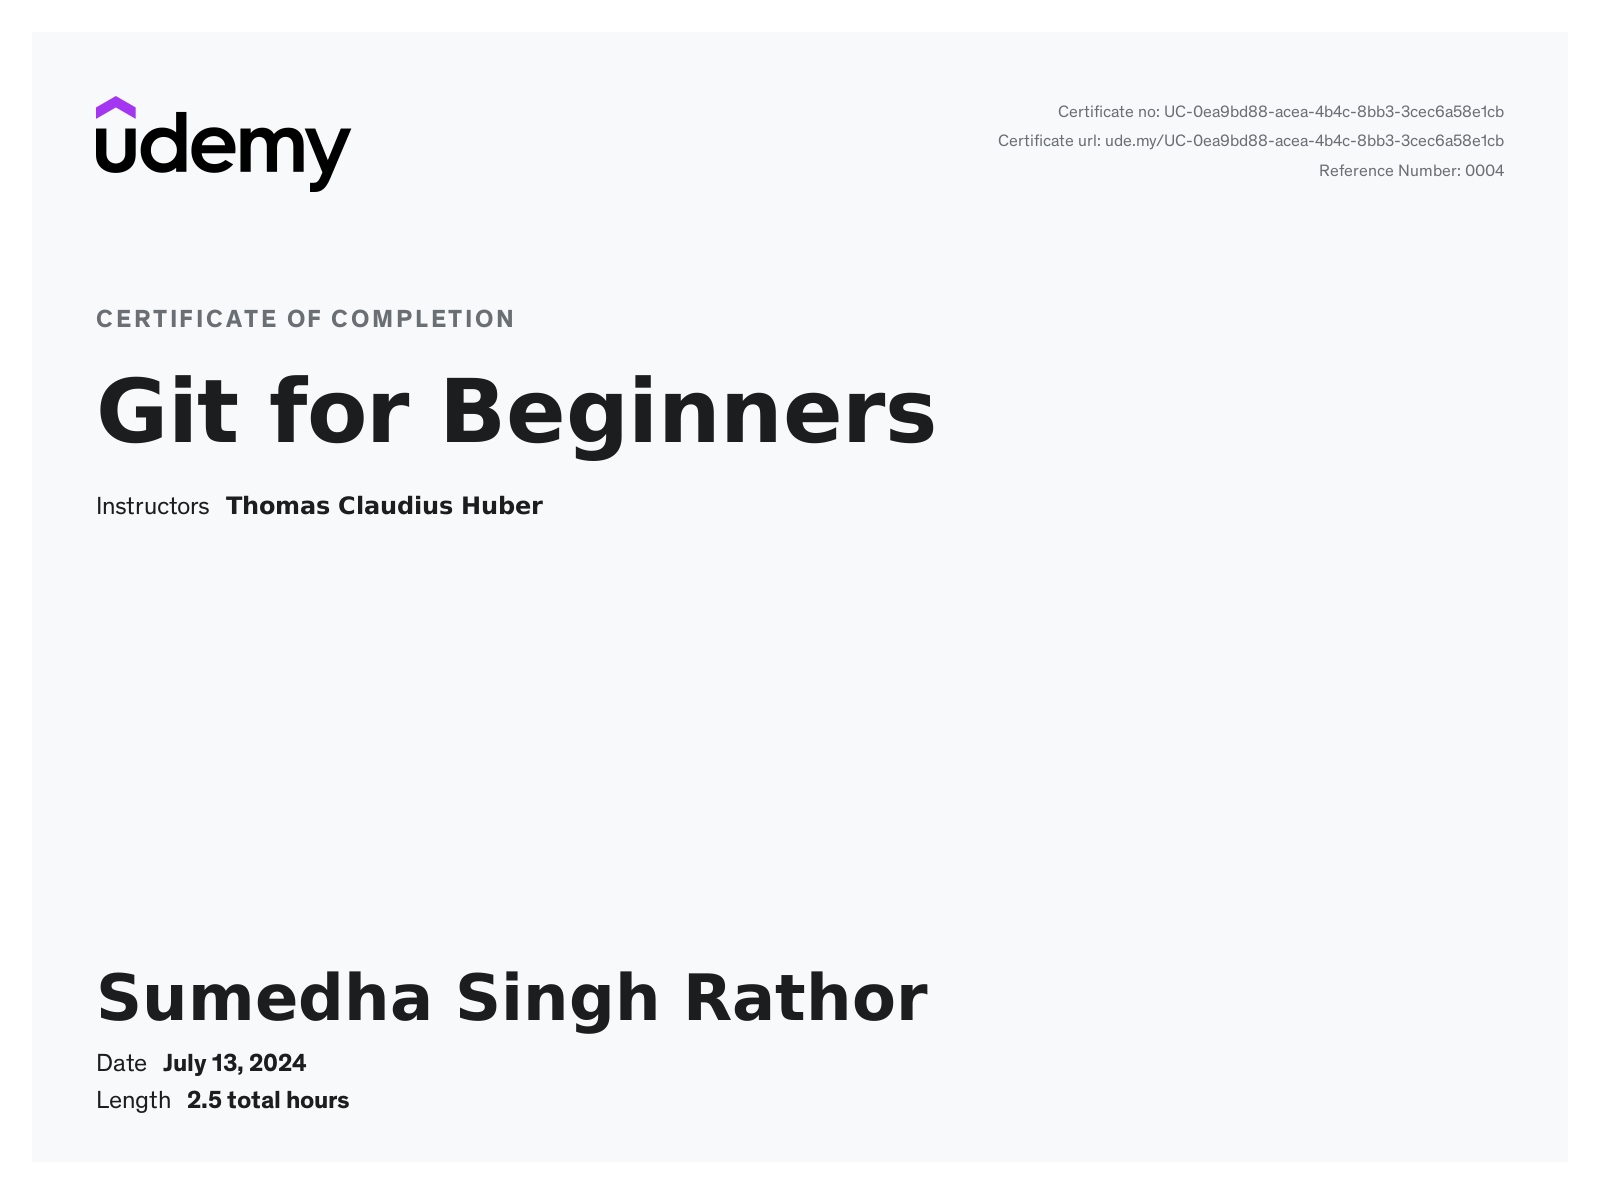 udemy
Certificate no: UC-0ea9bd88-acea-4b4c-8bb3-3cec6a58e1cb
Certificate url: ude.my/UC-0ea9bd88-acea-4b4c-8bb3-3cec6a58e1cb
Reference Number: 0004
CERTIFICATE OF COMPLETION
Git for Beginners
Instructors Thomas Claudius Huber
Sumedha Singh Rathor
Date July 13, 2024
Length 2.5 total hours